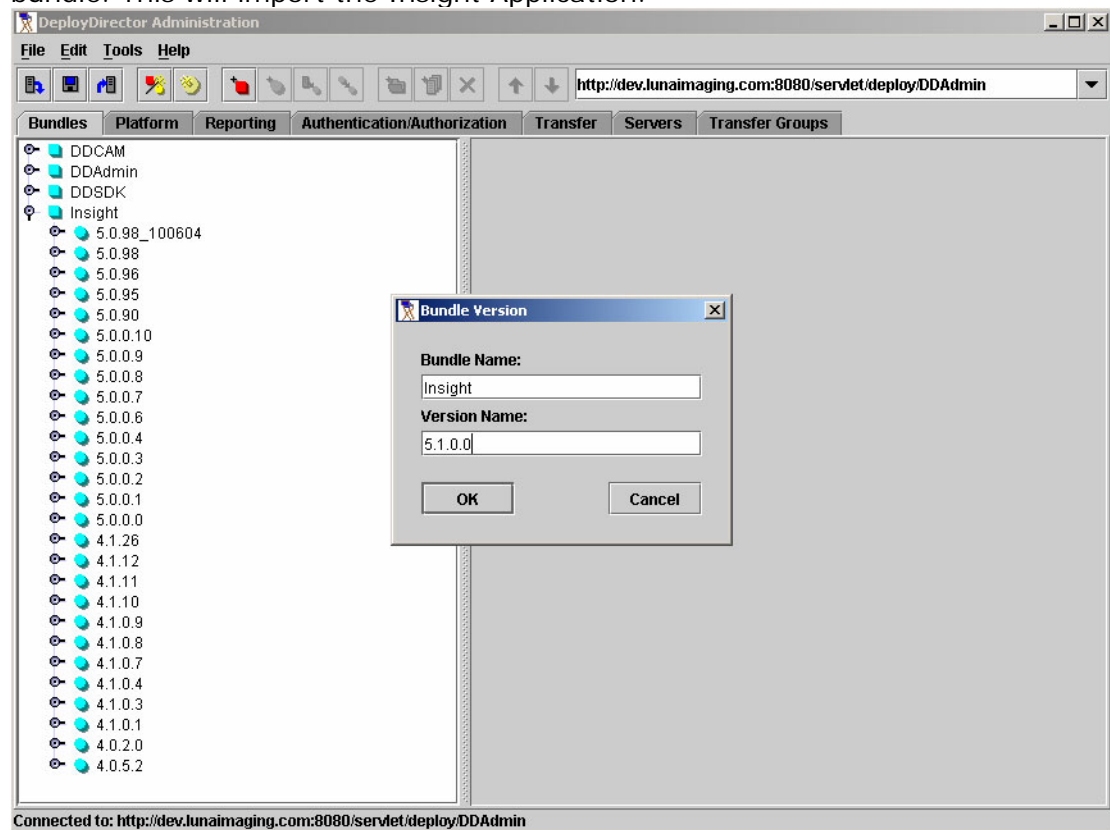 bundle. This will import the Insight Application.
DeployDirector Administration
File Edit Tools Help
http://dev.lunaimaging.com:8080/servlet/deploy/DDAdmin
Bundles Platform Reporting Authentication/Authorization Transfer Servers Transfer Groups
DDCAM
DDAdmin
DDSDK
Insight
5.0.98_100604
5.0.98
5.0.96
5.0.95
5.0.90
5.0.0.10
5.0.0.9
5.0.0.8
5.0.0.7
5.0.0.6
5.0.0.4
5.0.0.3
5.0.0.2
5.0.0.1
5.0.0.0
4.1.26
4.1.12
4.1.11
4.1.10
4.1.0.9
4.1.0.8
4.1.0.7
4.1.0.4
4.1.0.3
4.1.0.1
4.0.2.0
4.0.5.2
Bundle Version
Bundle Name:
Insight
Version Name:
5.1.0.0
OK Cancel
Connected to: http://dev.lunaimaging.com:8080/servlet/deploy/DDAdmin